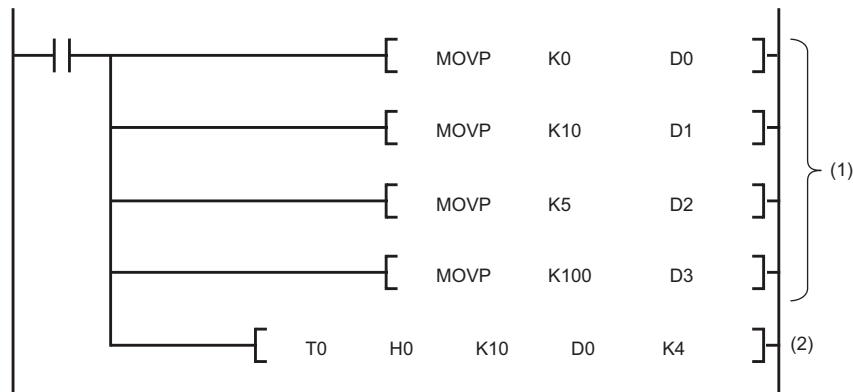 MOVP K0 D0
MOVP K10 D1
(1)
MOVP K5 D2
MOVP K100 D3
T0 H0 K10 D0 K4 (2)